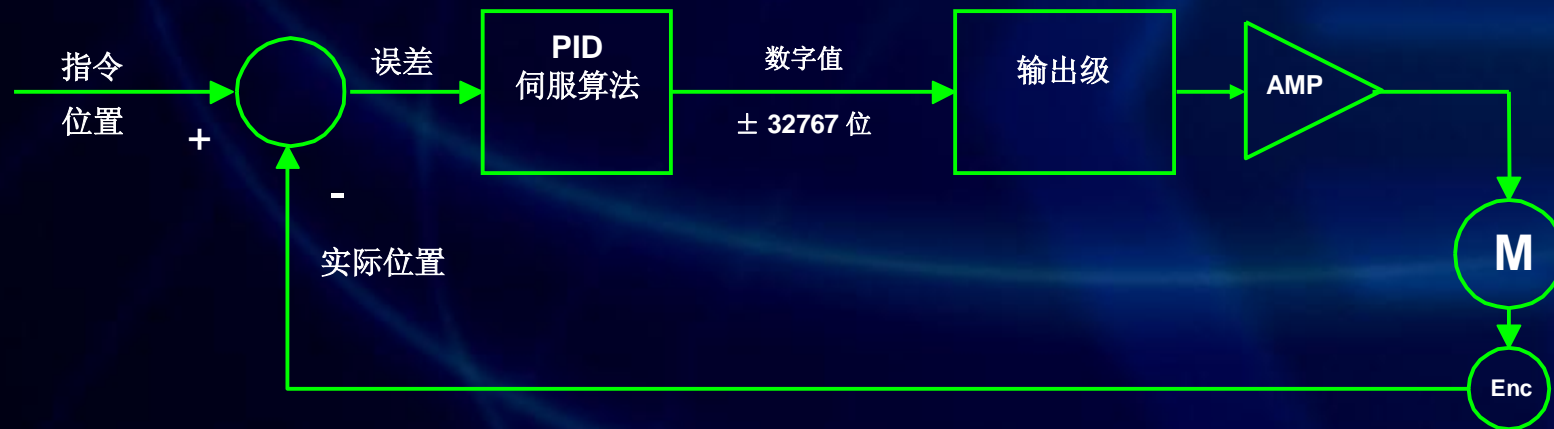 指令
位置
+
误差
-
实际位置
PID
伺服算法
数字值
± 32767 位
输出级
AMP
M
Enc